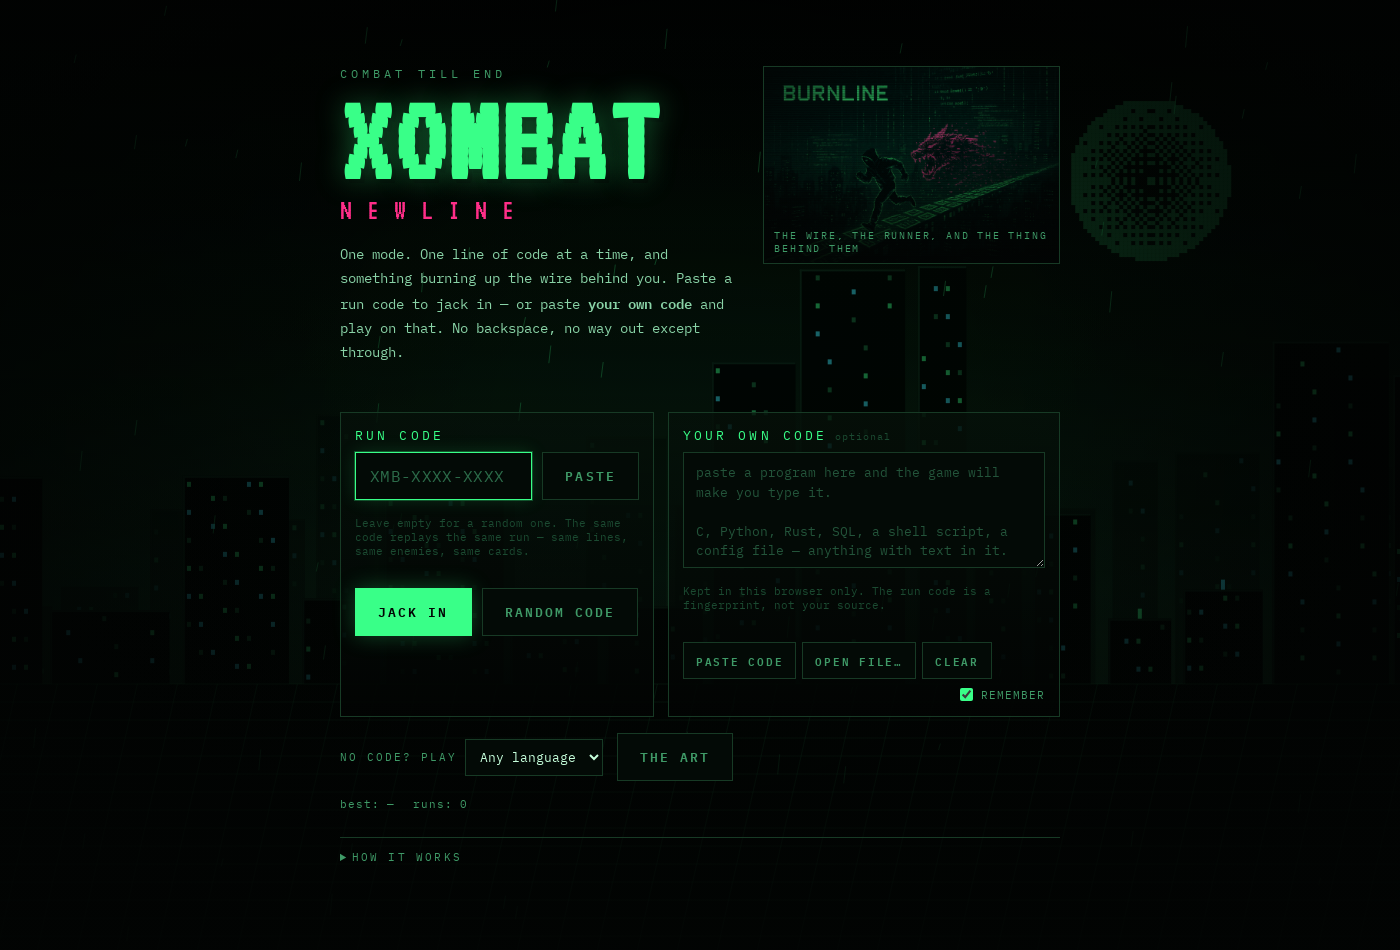 COMBAT TILL END
XOMBAT
NEWLINE
One mode. One line of code at a time, and
something burning up the wire behind you. Paste a
run code to jack in — or paste your own code and
play on that. No backspace, no way out except
through.
BURNLINE
THE WIRE, THE RUNNER, AND THE THING
BEHIND THEM
RUN CODE
XMB-XXXX-XXXX
PASTE
Leave empty for a random one. The same
code replays the same run — same lines,
same enemies, same cards.
JACK IN
RANDOM CODE
YOUR OWN CODE optional
paste a program here and the game will
make you type it.
C, Python, Rust, SQL, a shell script, a
config file — anything with text in it.
Kept in this browser only. The run code is a
fingerprint, not your source.
PASTE CODE
OPEN FILE…
CLEAR
REMEMBER
NO CODE? PLAY
Any language
THE ART
best: — runs: 0
HOW IT WORKS